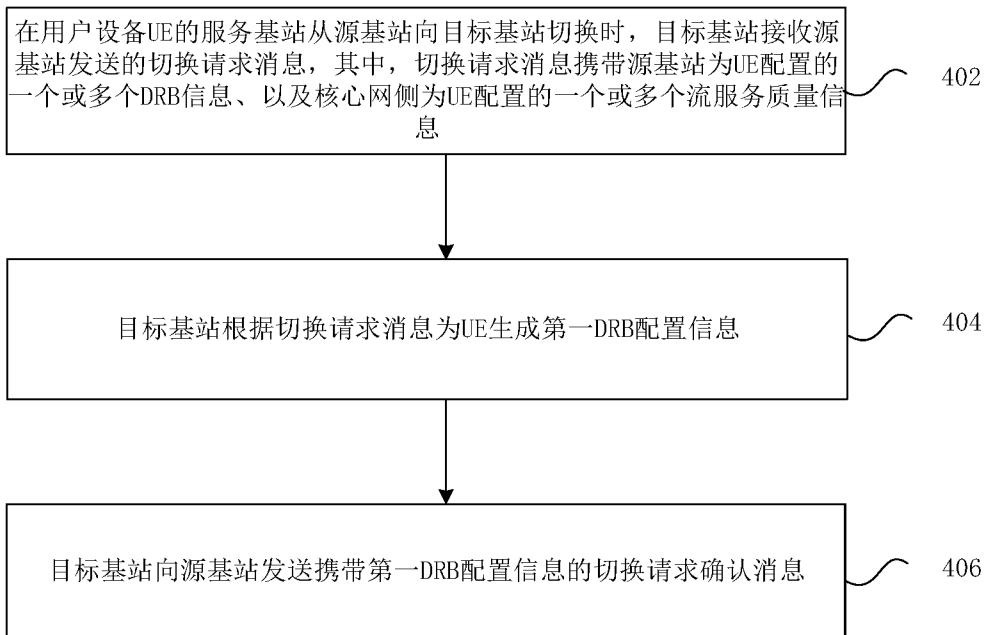 在用户设备UE的服务基站从源基站向目标基站切换时，目标基站接收源
基站发送的切换请求消息，其中，切换请求消息携带源基站为UE配置的
一个或多个DRB信息、以及核心网侧为UE配置的一个或多个流服务质量信
息
402
目标基站根据切换请求消息为UE生成第一DRB配置信息
404
目标基站向源基站发送携带第一DRB配置信息的切换请求确认消息
406